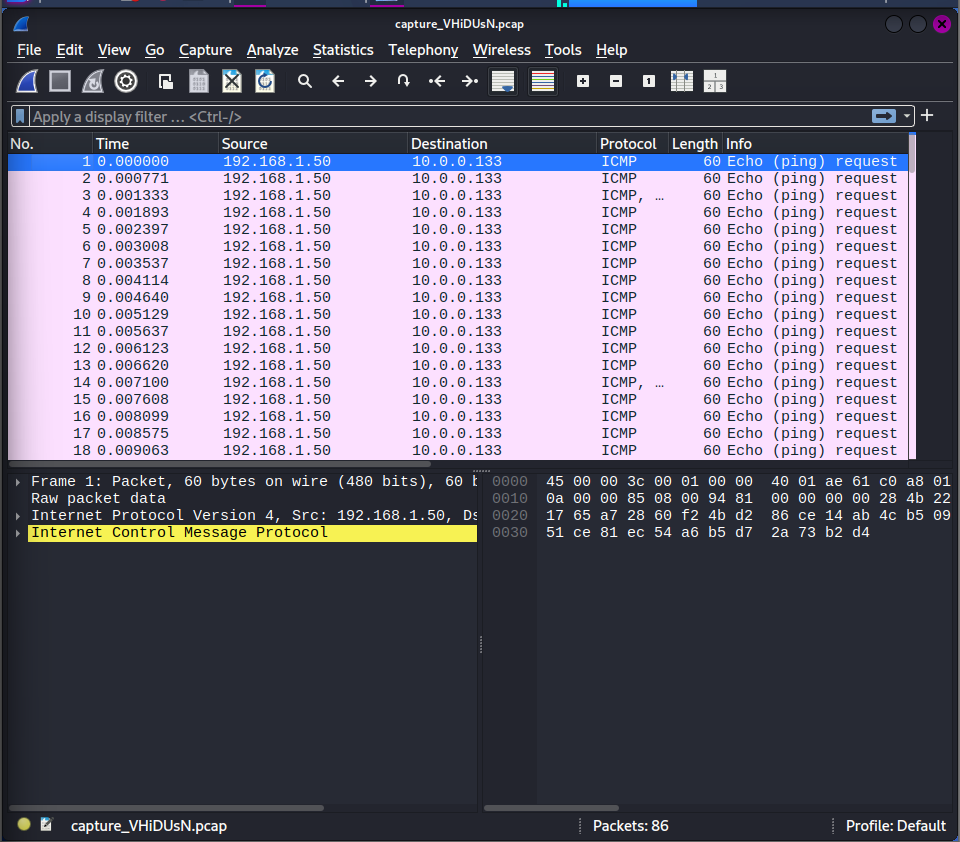 capture_VHiDUsN.pcap
File Edit View Go Capture Analyze Statistics Telephony Wireless Tools Help
Apply a display filter ... <Ctrl-/>
No. Time Source Destination Protocol Length Info
1 0.000000 192.168.1.50 10.0.0.133 ICMP 60 Echo (ping) request
2 0.000771 192.168.1.50 10.0.0.133 ICMP 60 Echo (ping) request
3 0.001333 192.168.1.50 10.0.0.133 ICMP, … 60 Echo (ping) request
4 0.001893 192.168.1.50 10.0.0.133 ICMP 60 Echo (ping) request
5 0.002397 192.168.1.50 10.0.0.133 ICMP 60 Echo (ping) request
6 0.003008 192.168.1.50 10.0.0.133 ICMP 60 Echo (ping) request
7 0.003537 192.168.1.50 10.0.0.133 ICMP 60 Echo (ping) request
8 0.004114 192.168.1.50 10.0.0.133 ICMP 60 Echo (ping) request
9 0.004640 192.168.1.50 10.0.0.133 ICMP 60 Echo (ping) request
10 0.005129 192.168.1.50 10.0.0.133 ICMP 60 Echo (ping) request
11 0.005637 192.168.1.50 10.0.0.133 ICMP 60 Echo (ping) request
12 0.006123 192.168.1.50 10.0.0.133 ICMP 60 Echo (ping) request
13 0.006620 192.168.1.50 10.0.0.133 ICMP 60 Echo (ping) request
14 0.007100 192.168.1.50 10.0.0.133 ICMP, … 60 Echo (ping) request
15 0.007608 192.168.1.50 10.0.0.133 ICMP 60 Echo (ping) request
16 0.008099 192.168.1.50 10.0.0.133 ICMP 60 Echo (ping) request
17 0.008575 192.168.1.50 10.0.0.133 ICMP 60 Echo (ping) request
18 0.009063 192.168.1.50 10.0.0.133 ICMP 60 Echo (ping) request
Frame 1: Packet, 60 bytes on wire (480 bits), 60 b
Raw packet data
Internet Protocol Version 4, Src: 192.168.1.50, Ds
Internet Control Message Protocol
0000 45 00 00 3c 00 01 00 00 40 01 ae 61 c0 a8 01
0010 0a 00 00 85 08 00 94 81 00 00 00 00 28 4b 22
0020 17 65 a7 28 60 f2 4b d2 86 ce 14 ab 4c b5 09
0030 51 ce 81 ec 54 a6 b5 d7 2a 73 b2 d4
capture_VHiDUsN.pcap Packets: 86 Profile: Default